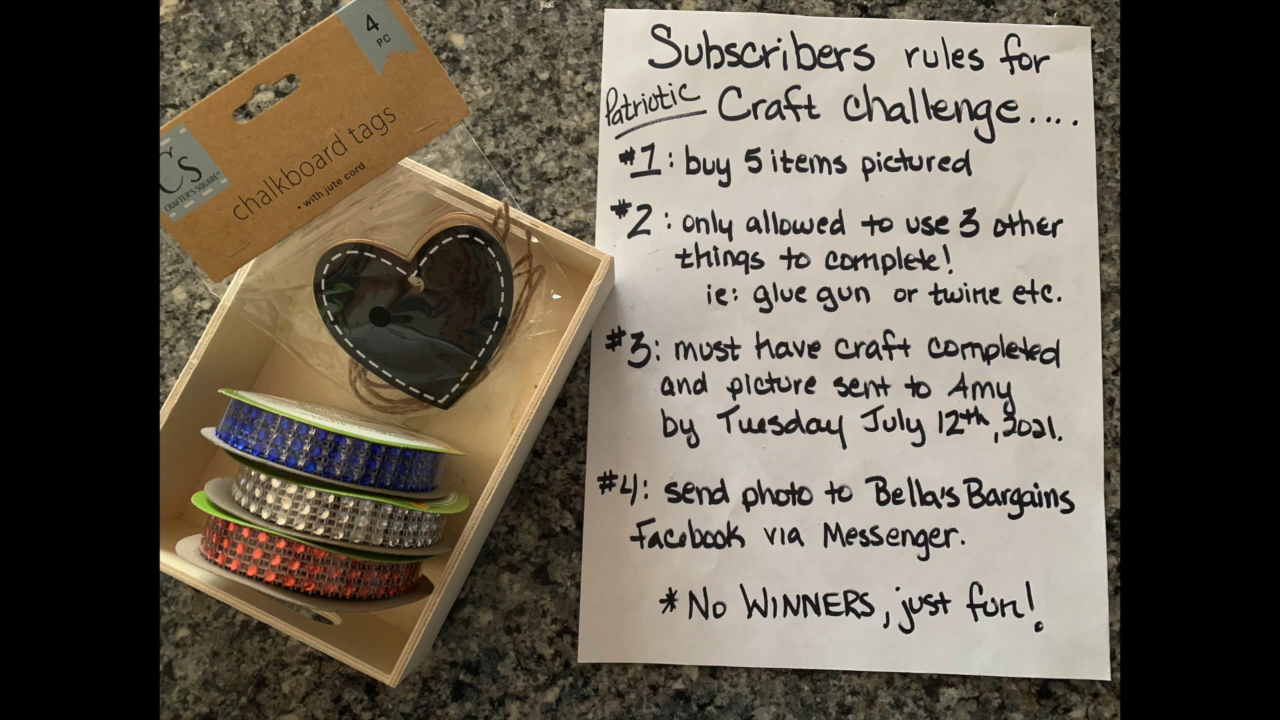 4
PC
Cs
CRAFTER'S SQUARE
chalkboard tags
• with jute cord
Subscribers rules for
Patriotic Craft challenge....
#1: buy 5 items pictured
#2: only allowed to use 3 other
things to complete!
ie: glue gun or twine etc.
#3: must have craft completed
and picture sent to Amy
by Tuesday July 12th, 2021.
#4: send photo to Bella's Bargains
Facebook via Messenger.
* No WINNERS, just fun!